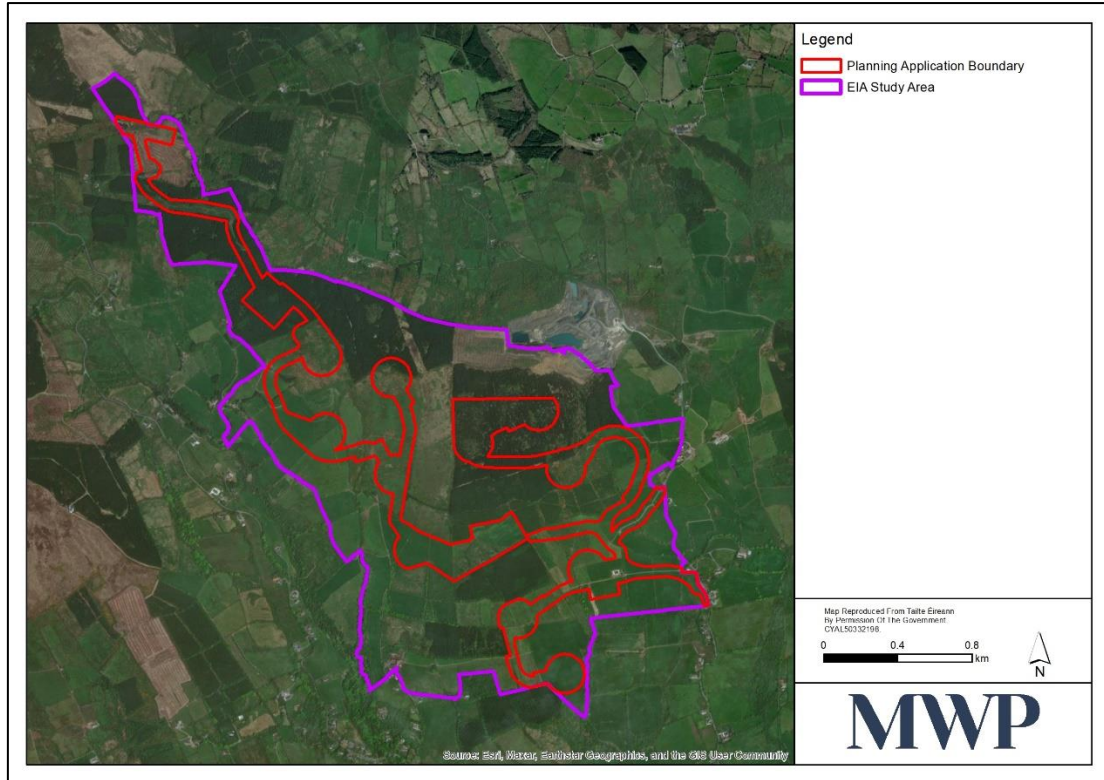 Legend
Planning Application Boundary
EIA Study Area
Map Reproduced From Tailte Éireann
By Permission Of The Government.
CYAL50332198.
0 0.4 0.8
km
N
MWP
Source: Esri, Maxar, Earthstar Geographics, and the GIS User Community